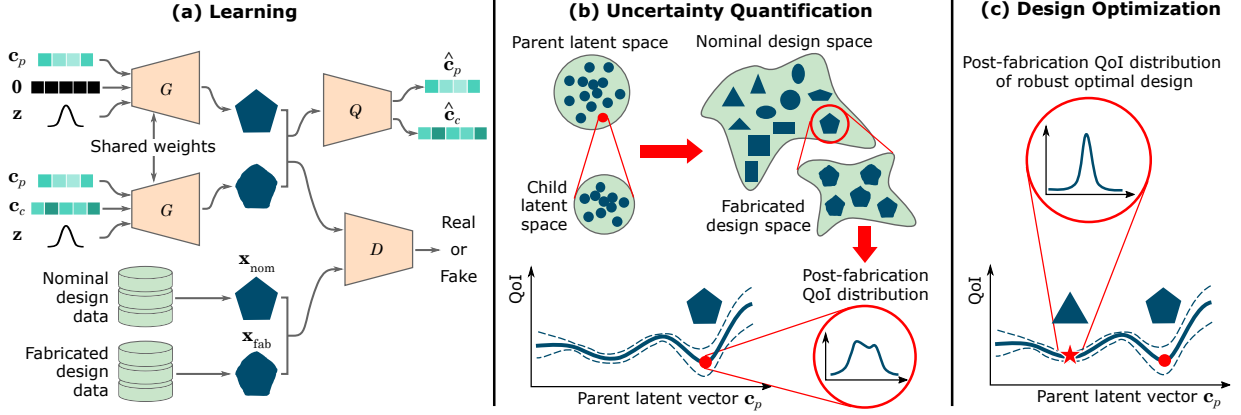 (a) Learning
c_p
0
z
G
Shared weights
c_p
c_c
z
G
Q
ĉ_p
ĉ_c
D
Real
or
Fake
Nominal
design
data
x_nom
Fabricated
design
data
x_fab
(b) Uncertainty Quantification
Parent latent space
Nominal design space
Child
latent
space
Fabricated
design space
Post-fabrication
QoI distribution
QoI
Parent latent vector c_p
(c) Design Optimization
Post-fabrication QoI distribution
of robust optimal design
QoI
Parent latent vector c_p